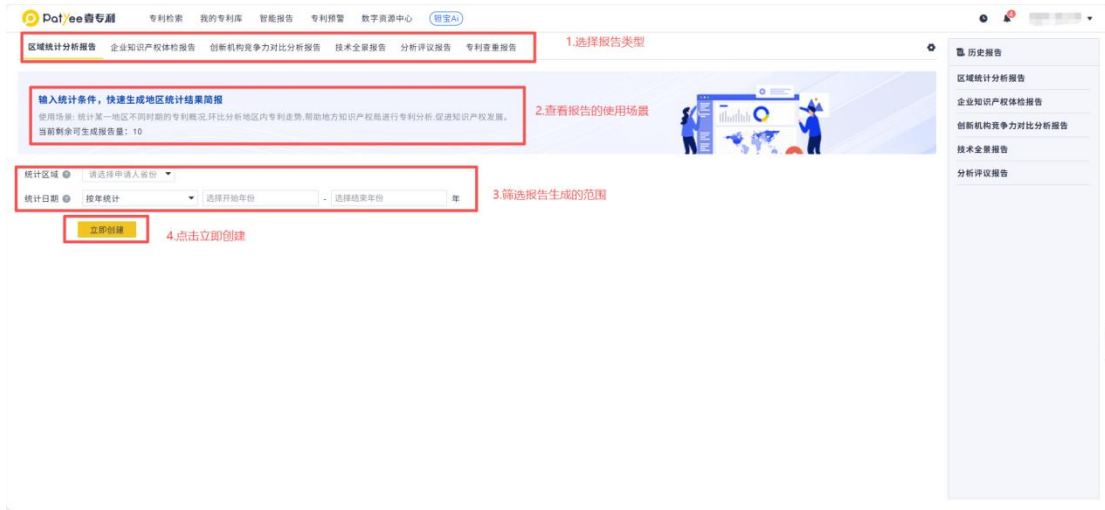 Patyee壹专利 专利检索 我的专利库 智能报告 专利预警 数字资源中心 银宝Ai 4
区域统计分析报告 企业知识产权体检报告 创新机构竞争力对比分析报告 技术全景报告 分析评议报告 专利查重报告 1.选择报告类型
历史报告
区域统计分析报告
企业知识产权体检报告
创新机构竞争力对比分析报告
技术全景报告
分析评议报告
输入统计条件，快速生成地区统计结果简报
使用场景: 统计某一地区不同时期的专利概况,环比分析地区内专利走势,帮助地方知识产权局进行专利分析,促进知识产权发展。
当前剩余可生成报告量：10
2.查看报告的使用场景
统计区域 请选择申请人省份
统计日期 按年统计 选择开始年份 - 选择结束年份 年
3.筛选报告生成的范围
立即创建
4.点击立即创建